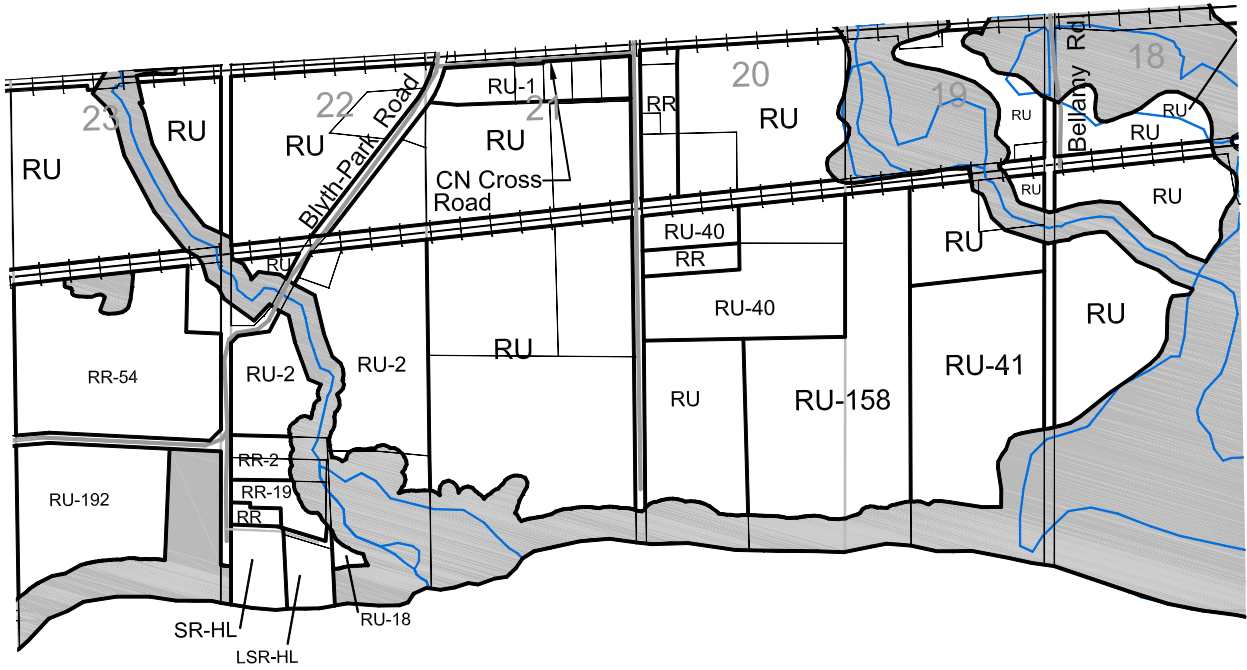 23
22
21
20
19
18
Bellamy Rd
Blyth-Park Road
RU-1
RR
RU
RU
RU
RU
RU
RU
RU
RU
CN Cross
Road
RU
RU
RU
RU-40
RR
RU-40
RU
RU
RR-54
RU-2
RU-2
RU
RU
RU-158
RU-41
RU
RR-2
RR-19
RR
RU-192
RU-18
SR-HL
LSR-HL